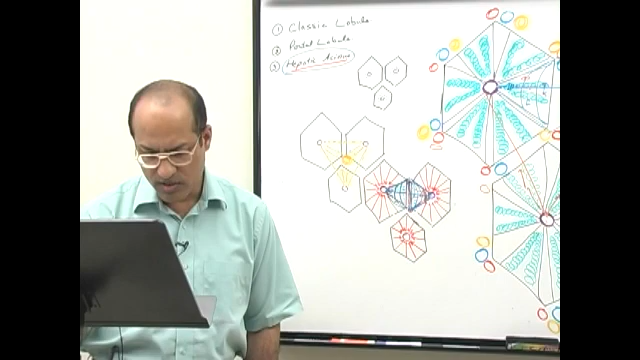 ① Classic Lobule
② Portal Lobule
③ Hepatic Acinus